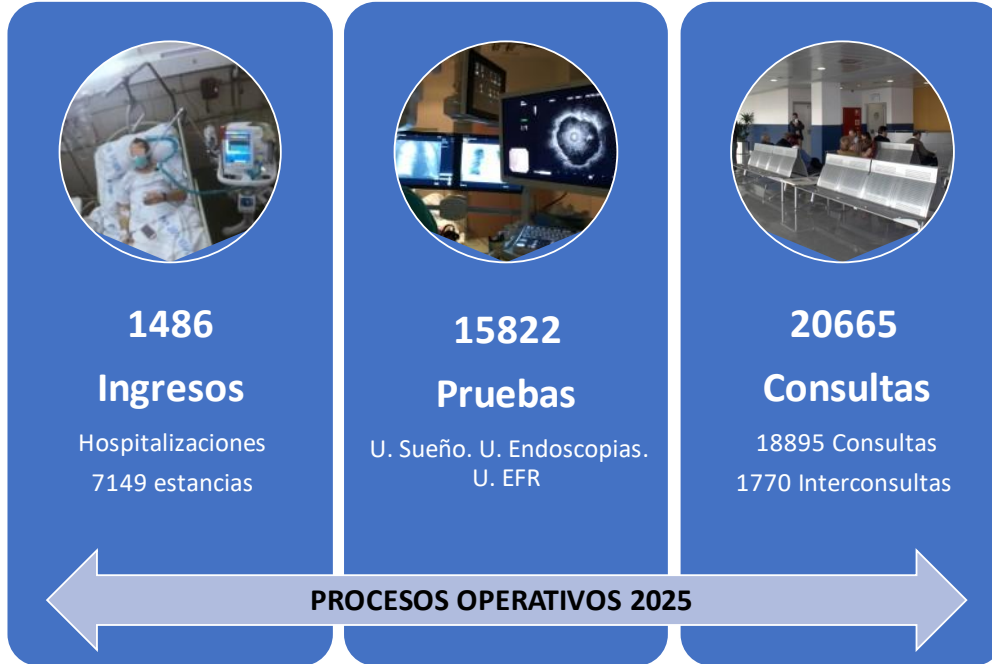 1486
Ingresos
Hospitalizaciones
7149 estancias
15822
Pruebas
U. Sueño. U. Endoscopias.
U. EFR
20665
Consultas
18895 Consultas
1770 Interconsultas
PROCESOS OPERATIVOS 2025